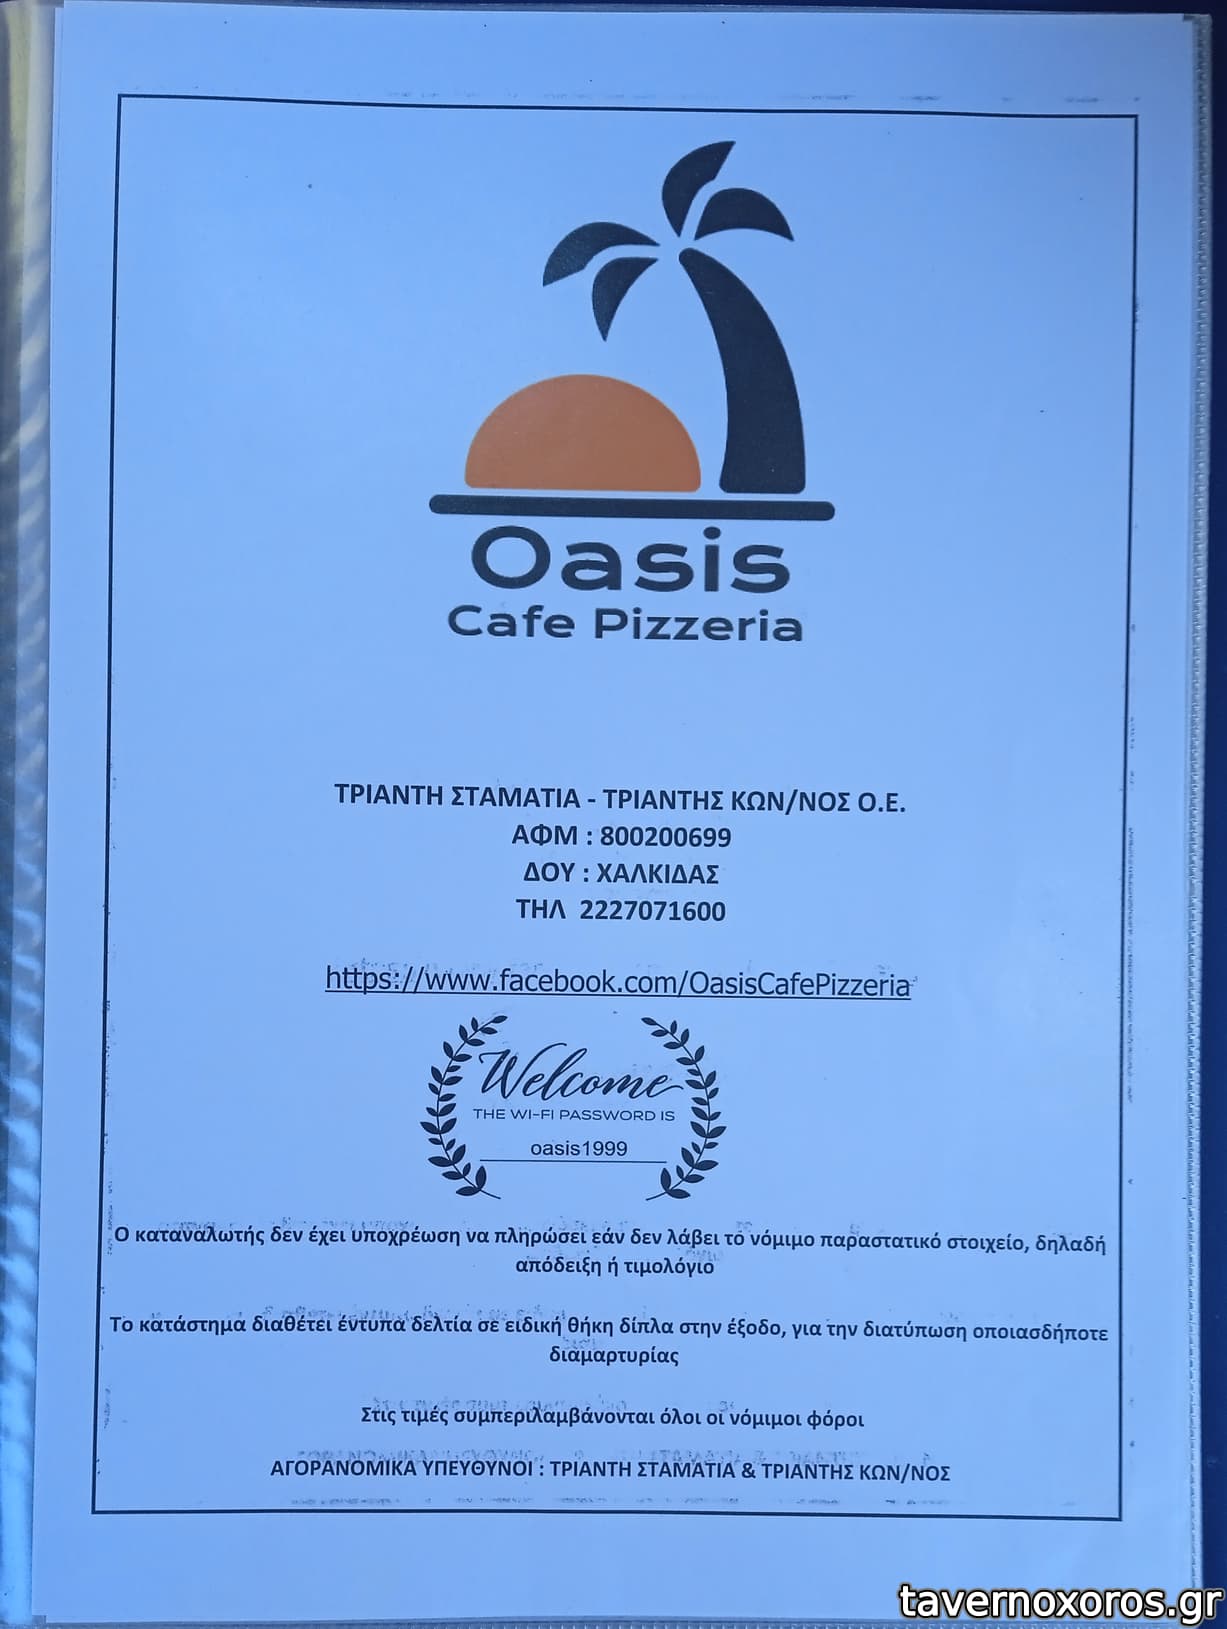 Oasis
Cafe Pizzeria
ΤΡΙΑΝΤΗ ΣΤΑΜΑΤΙΑ - ΤΡΙΑΝΤΗΣ ΚΩΝ/ΝΟΣ Ο.Ε.
ΑΦΜ : 800200699
ΔΟΥ : ΧΑΛΚΙΔΑΣ
ΤΗΛ 2227071600
https://www.facebook.com/OasisCafePizzeria
Welcome
THE WI-FI PASSWORD IS
oasis1999
Ο καταναλωτής δεν έχει υποχρέωση να πληρώσει εάν δεν λάβει το νόμιμο παραστατικό στοιχείο, δηλαδή
απόδειξη ή τιμολόγιο
Το κατάστημα διαθέτει έντυπα δελτία σε ειδική θήκη δίπλα στην έξοδο, για την διατύπωση οποιασδήποτε
διαμαρτυρίας
Στις τιμές συμπεριλαμβάνονται όλοι οι νόμιμοι φόροι
ΑΓΟΡΑΝΟΜΙΚΑ ΥΠΕΥΘΥΝΟΙ : ΤΡΙΑΝΤΗ ΣΤΑΜΑΤΙΑ & ΤΡΙΑΝΤΗΣ ΚΩΝ/ΝΟΣ
tavernoxoros.gr